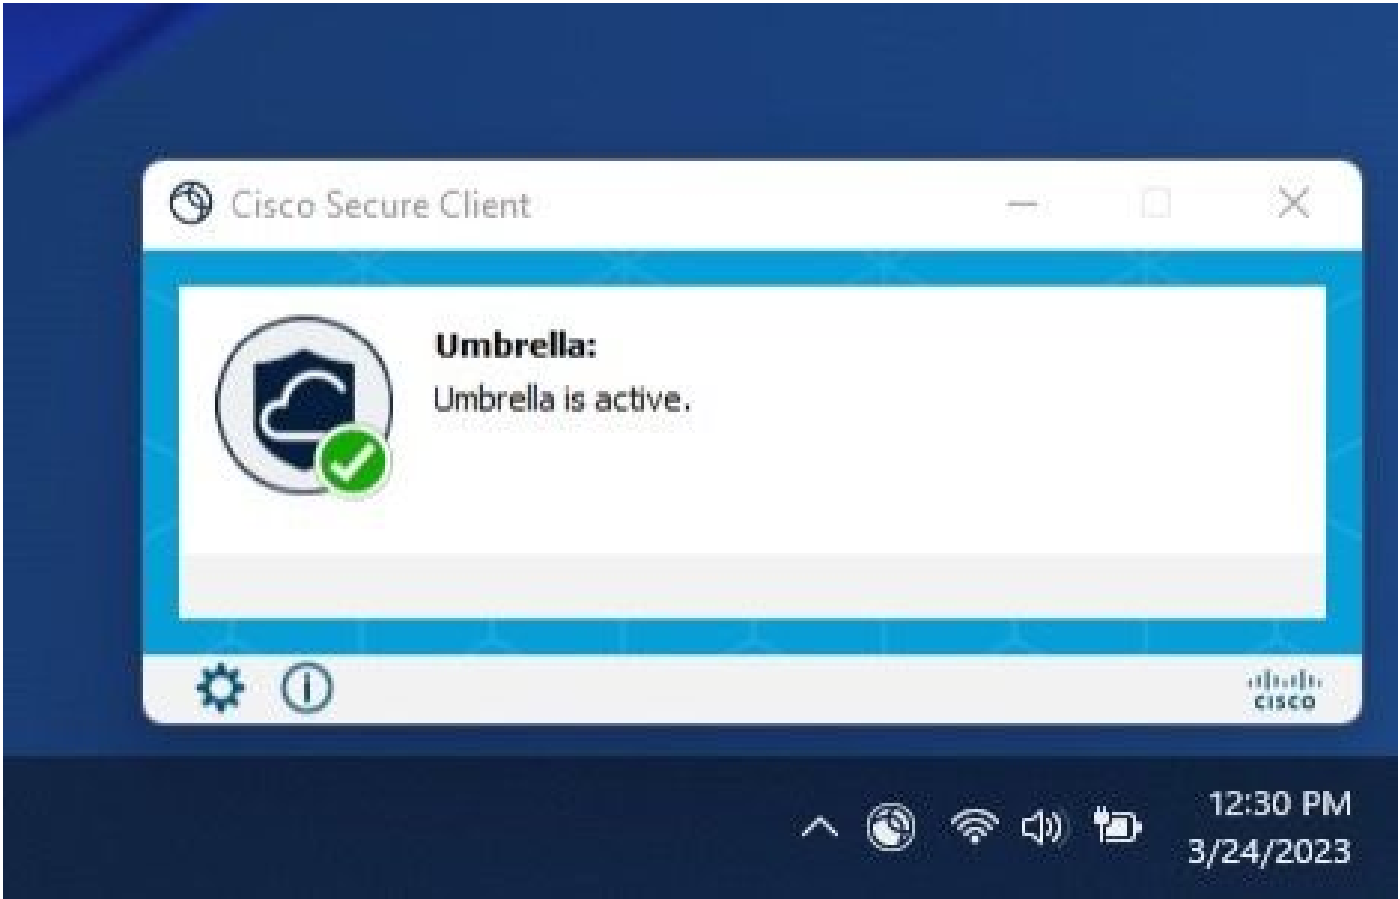 Cisco Secure Client
Umbrella:
Umbrella is active.
CISCO
12:30 PM
3/24/2023